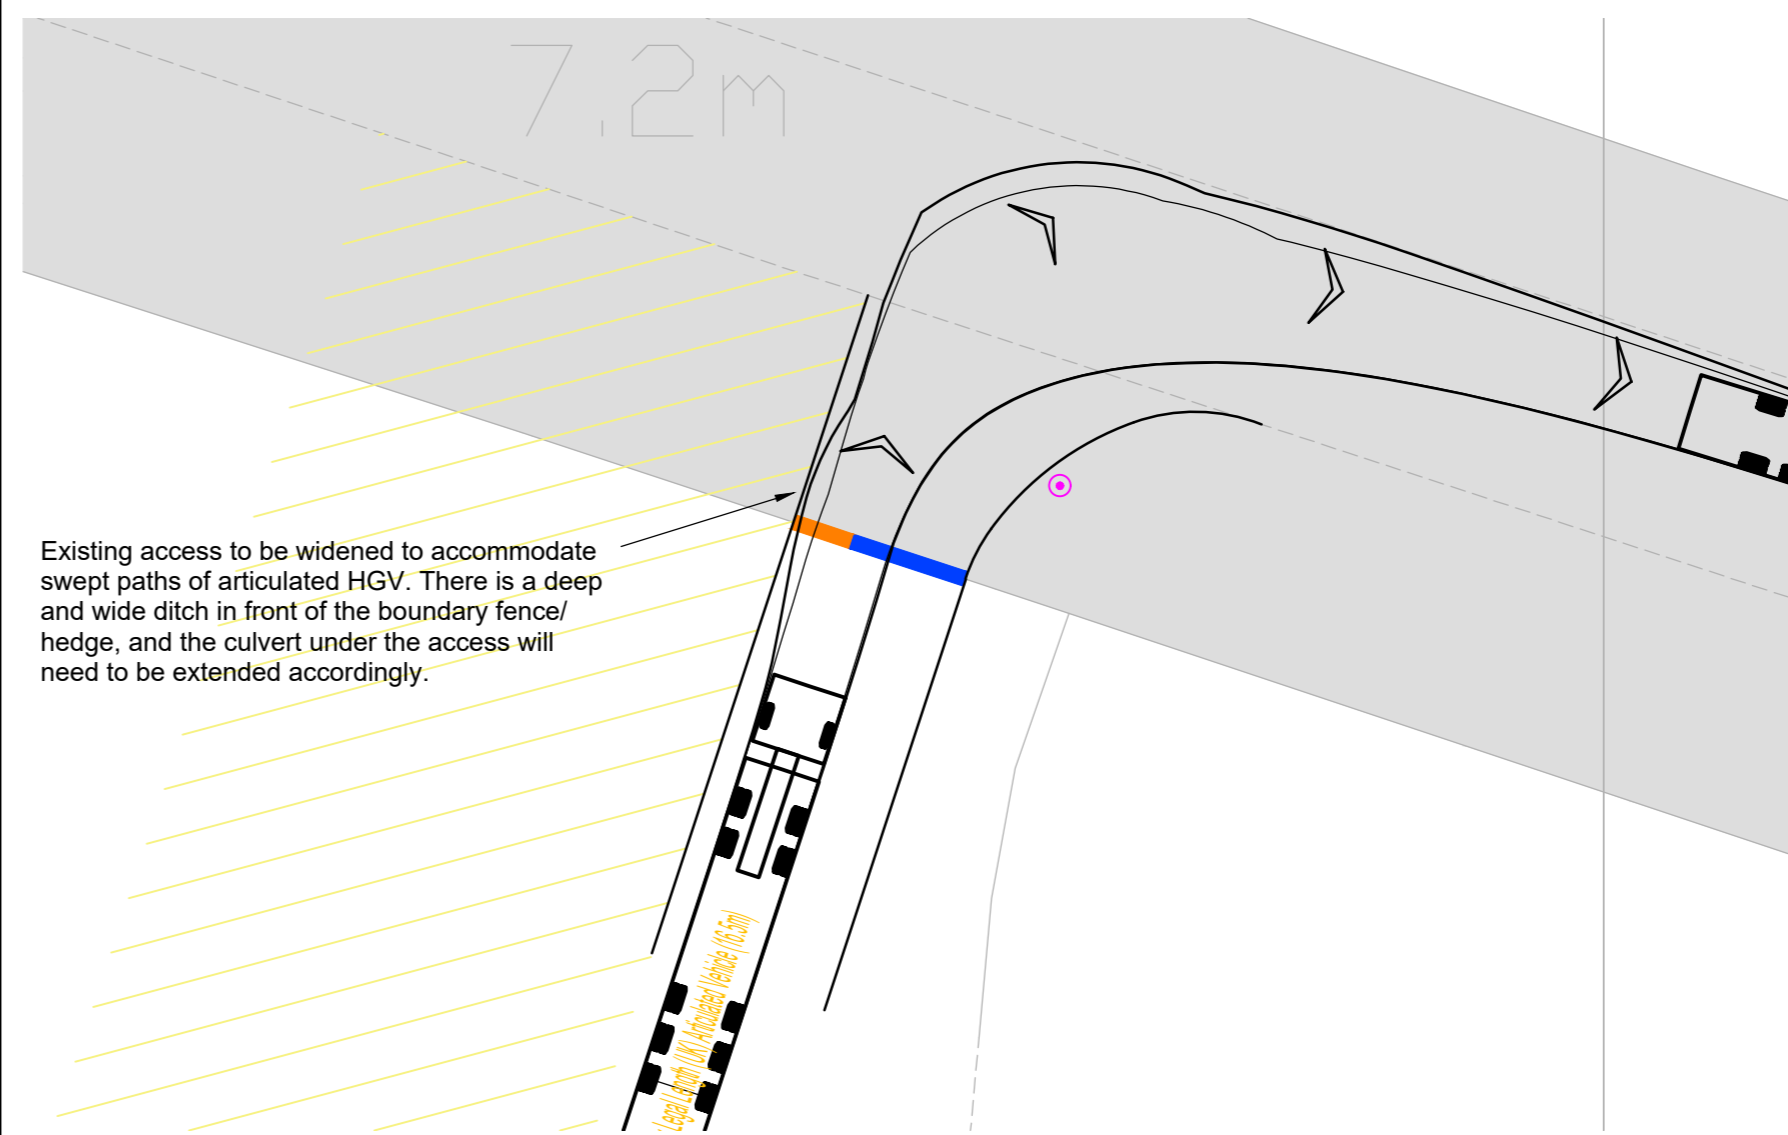 7.2m
Existing access to be widened to accommodate
swept paths of articulated HGV. There is a deep
and wide ditch in front of the boundary fence/
hedge, and the culvert under the access will
need to be extended accordingly.
Legal Length (UK) Articulated Vehicle (16.5m)